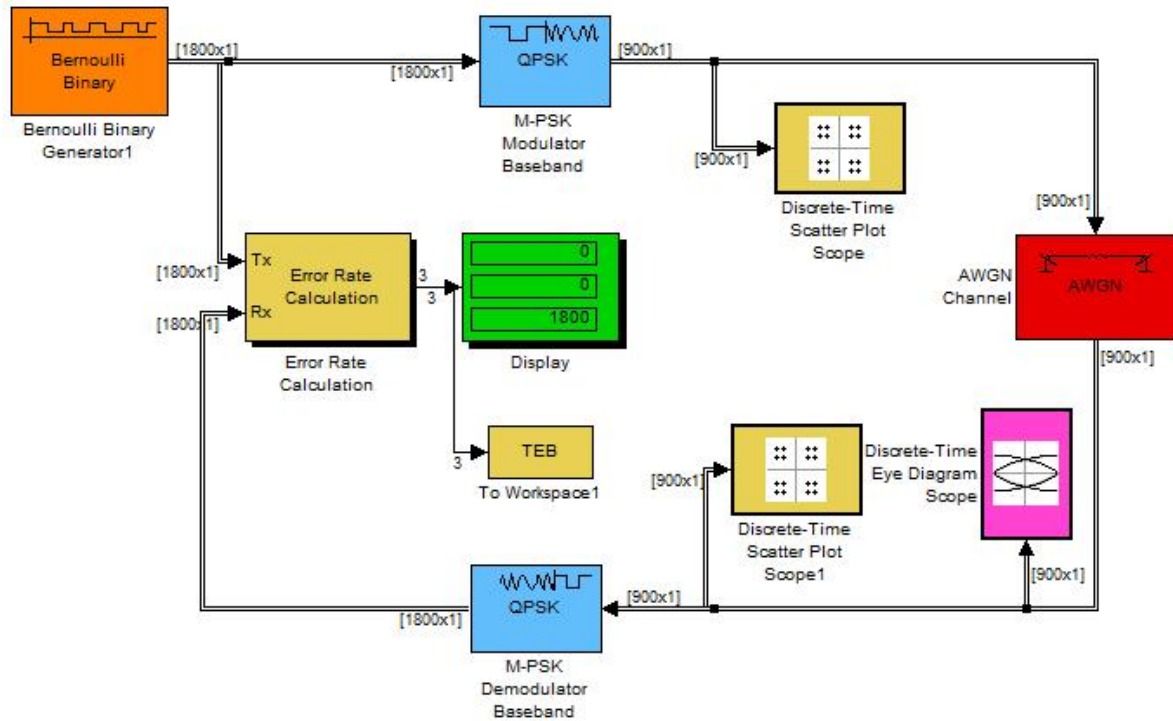 Bernoulli
Binary
Bernoulli Binary
Generator1
[1800x1]
[1800x1]
QPSK
M-PSK
Modulator
Baseband
[900x1]
[900x1]
Discrete-Time
Scatter Plot
Scope
[900x1]
AWGN
Channel
AWGN
[900x1]
[1800x1]
[1800x1]
Tx
Rx
Error Rate
Calculation
Error Rate
Calculation
3
3
0
0
1800
Display
3
TEB
To Workspace1
[900x1]
Discrete-Time
Scatter Plot
Scope1
Discrete-Time
Eye Diagram
Scope
[900x1]
[1800x1]
QPSK
M-PSK
Demodulator
Baseband
[900x1]